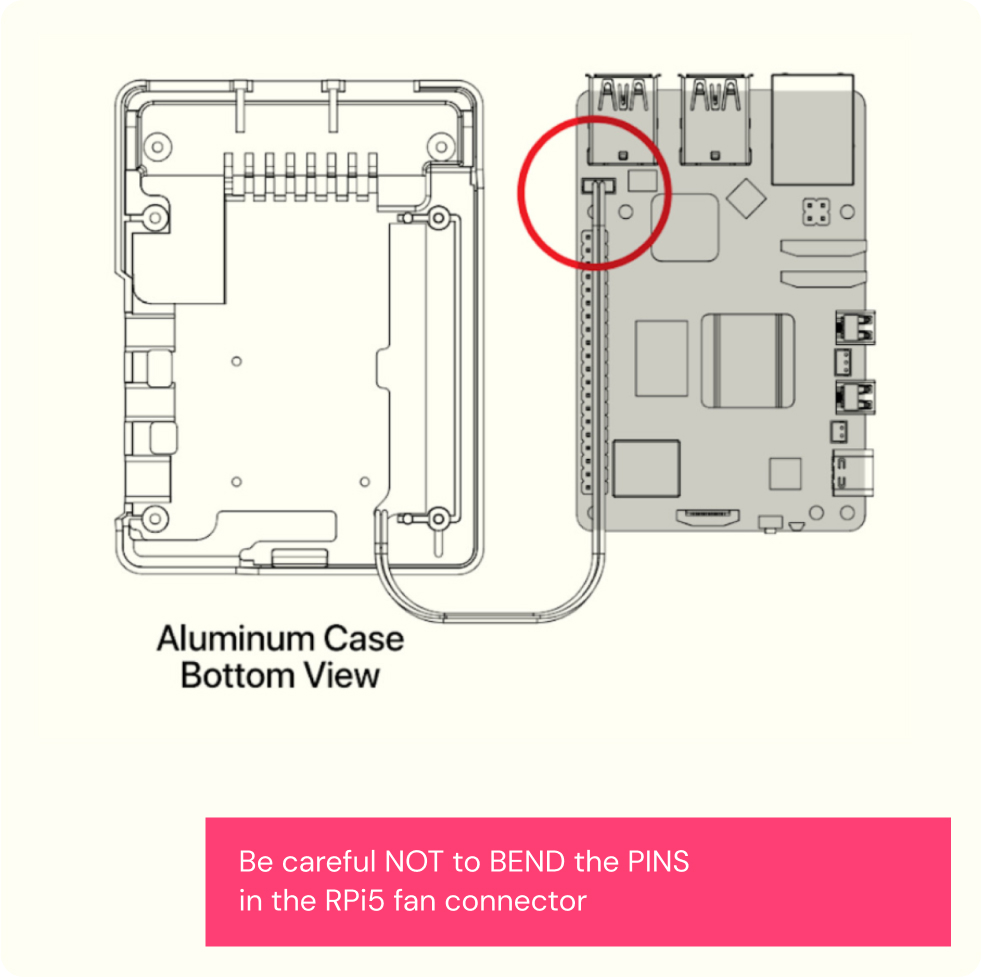 Aluminum Case
Bottom View
Be careful NOT to BEND the PINS
in the RPi5 fan connector